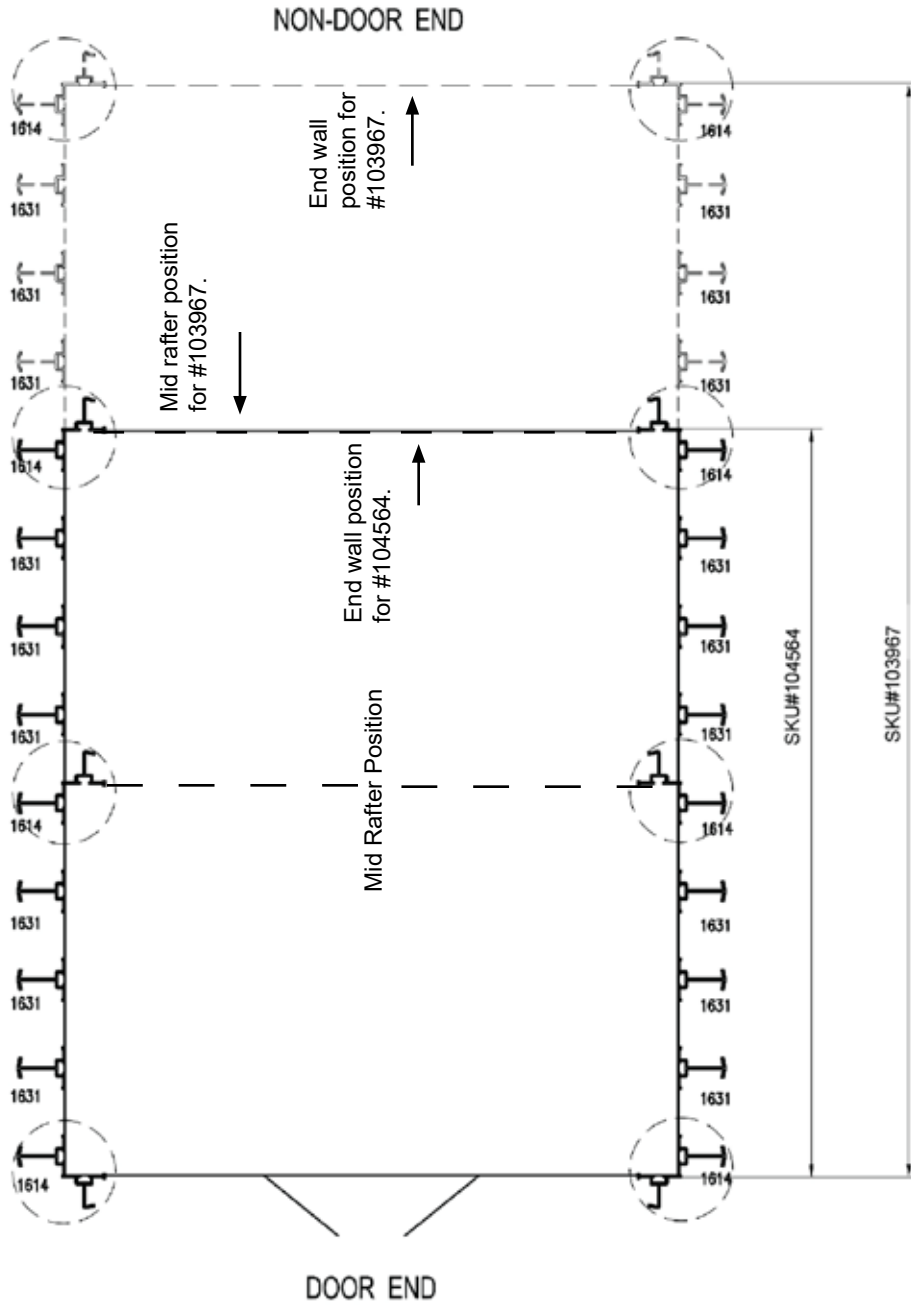 NON-DOOR END
1614
1614
End wall
position for
#103967.
1631
1631
Mid rafter position
for #103967.
1631
1631
1631
1631
1614
1614
End wall position
for #104564.
1631
1631
1631
1631
SKU#104564
SKU#103967
1631
1631
Mid Rafter Position
1614
1614
1631
1631
1631
1631
1631
1631
1614
1614
DOOR END